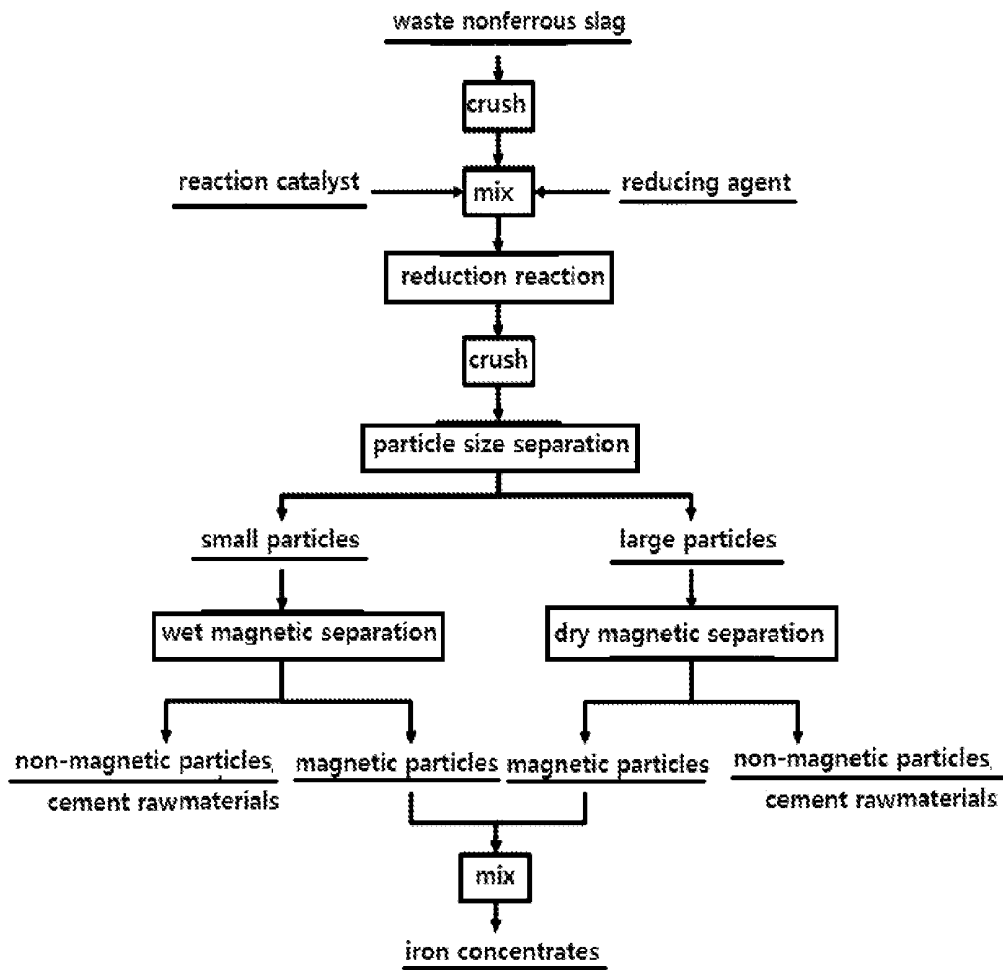 waste nonferrous slag
crush
reaction catalyst
mix
reducing agent
reduction reaction
crush
particle size separation
small particles
large particles
wet magnetic separation
dry magnetic separation
non-magnetic particles,
cement rawmaterials
magnetic particles
magnetic particles
non-magnetic particles,
cement rawmaterials
mix
iron concentrates